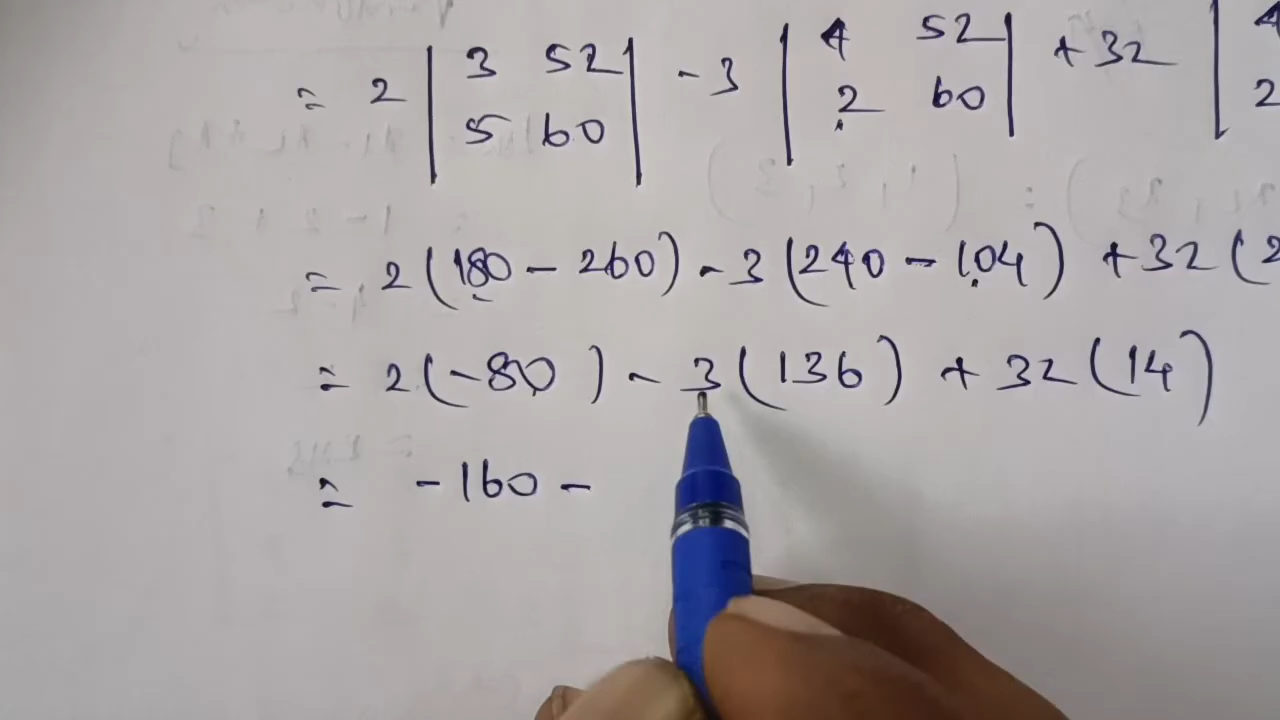 = 2 | 3 52 | - 3 | 4 52 | + 32 | 4
5 60 2 60 2
= 2 (180 - 260) - 3 (240 - 104) + 32 (2
= 2 (-80) - 3 (136) + 32 (14)
= -160 -